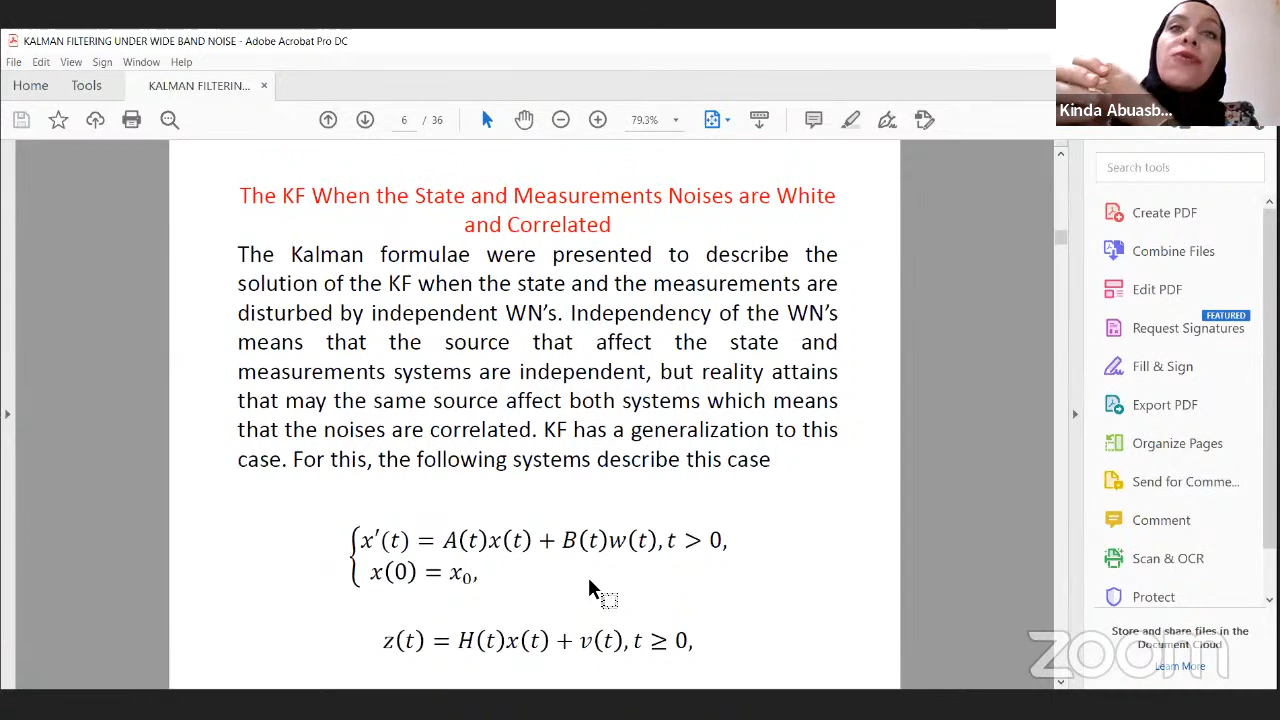 KALMAN FILTERING UNDER WIDE BAND NOISE - Adobe Acrobat Pro DC
File Edit View Sign Window Help
Home Tools KALMAN FILTERIN... ×
6 / 36 79.3%
Kinda Abuasb...
The KF When the State and Measurements Noises are White
and Correlated
The Kalman formulae were presented to describe the
solution of the KF when the state and the measurements are
disturbed by independent WN’s. Independency of the WN’s
means that the source that affect the state and
measurements systems are independent, but reality attains
that may the same source affect both systems which means
that the noises are correlated. KF has a generalization to this
case. For this, the following systems describe this case
x′(t) = A(t)x(t) + B(t)w(t), t > 0,
x(0) = x₀,
z(t) = H(t)x(t) + v(t), t ≥ 0,
Search tools
Create PDF
Combine Files
Edit PDF
FEATURED
Request Signatures
Fill & Sign
Export PDF
Organize Pages
Send for Comme...
Comment
Scan & OCR
Protect
Store and share files in the
Document Cloud
Learn More
zoom